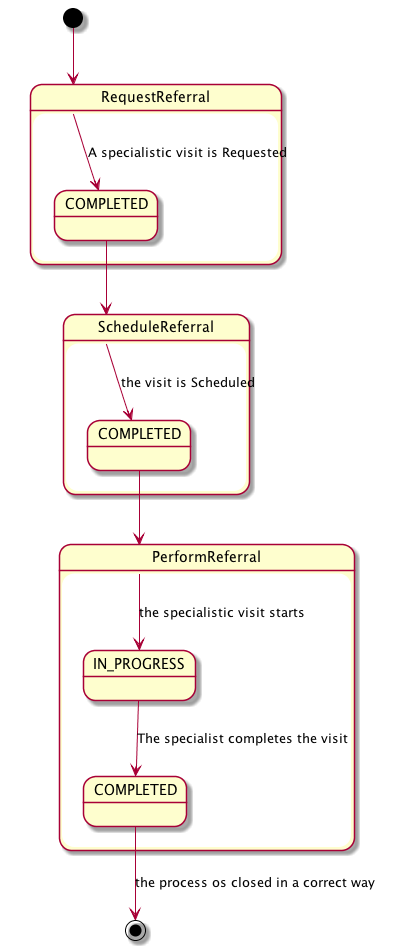 RequestReferral
A specialistic visit is Requested
COMPLETED
ScheduleReferral
the visit is Scheduled
COMPLETED
PerformReferral
the specialistic visit starts
IN_PROGRESS
The specialist completes the visit
COMPLETED
the process os closed in a correct way